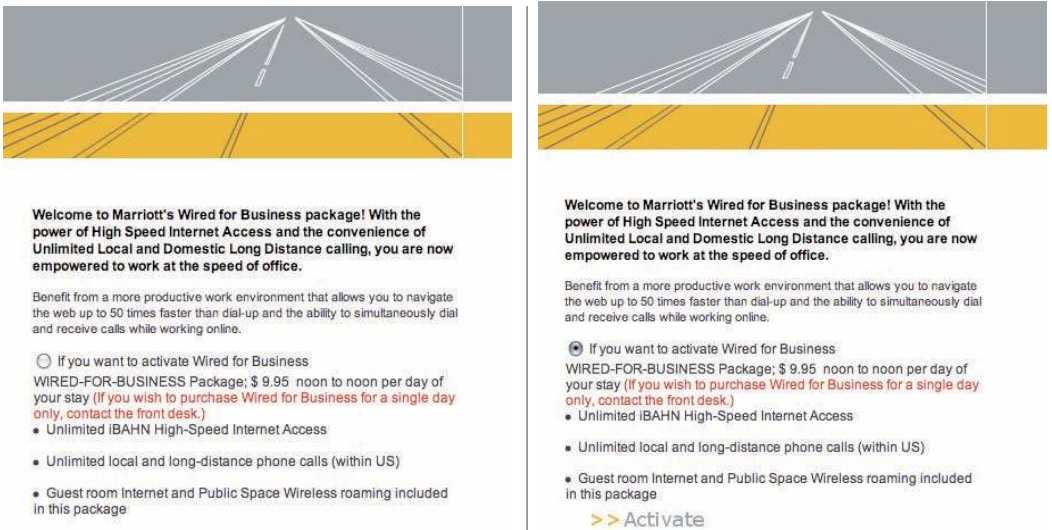 Welcome to Marriott's Wired for Business package! With the
power of High Speed Internet Access and the convenience of
Unlimited Local and Domestic Long Distance calling, you are now
empowered to work at the speed of office.
Benefit from a more productive work environment that allows you to navigate
the web up to 50 times faster than dial-up and the ability to simultaneously dial
and receive calls while working online.
If you want to activate Wired for Business
WIRED-FOR-BUSINESS Package; $ 9.95 noon to noon per day of
your stay (If you wish to purchase Wired for Business for a single day
only, contact the front desk.)
• Unlimited iBAHN High-Speed Internet Access
• Unlimited local and long-distance phone calls (within US)
• Guest room Internet and Public Space Wireless roaming included
in this package
Welcome to Marriott's Wired for Business package! With the
power of High Speed Internet Access and the convenience of
Unlimited Local and Domestic Long Distance calling, you are now
empowered to work at the speed of office.
Benefit from a more productive work environment that allows you to navigate
the web up to 50 times faster than dial-up and the ability to simultaneously dial
and receive calls while working online.
If you want to activate Wired for Business
WIRED-FOR-BUSINESS Package; $ 9.95 noon to noon per day of
your stay (If you wish to purchase Wired for Business for a single day
only, contact the front desk.)
• Unlimited iBAHN High-Speed Internet Access
• Unlimited local and long-distance phone calls (within US)
• Guest room Internet and Public Space Wireless roaming included
in this package
>> Activate